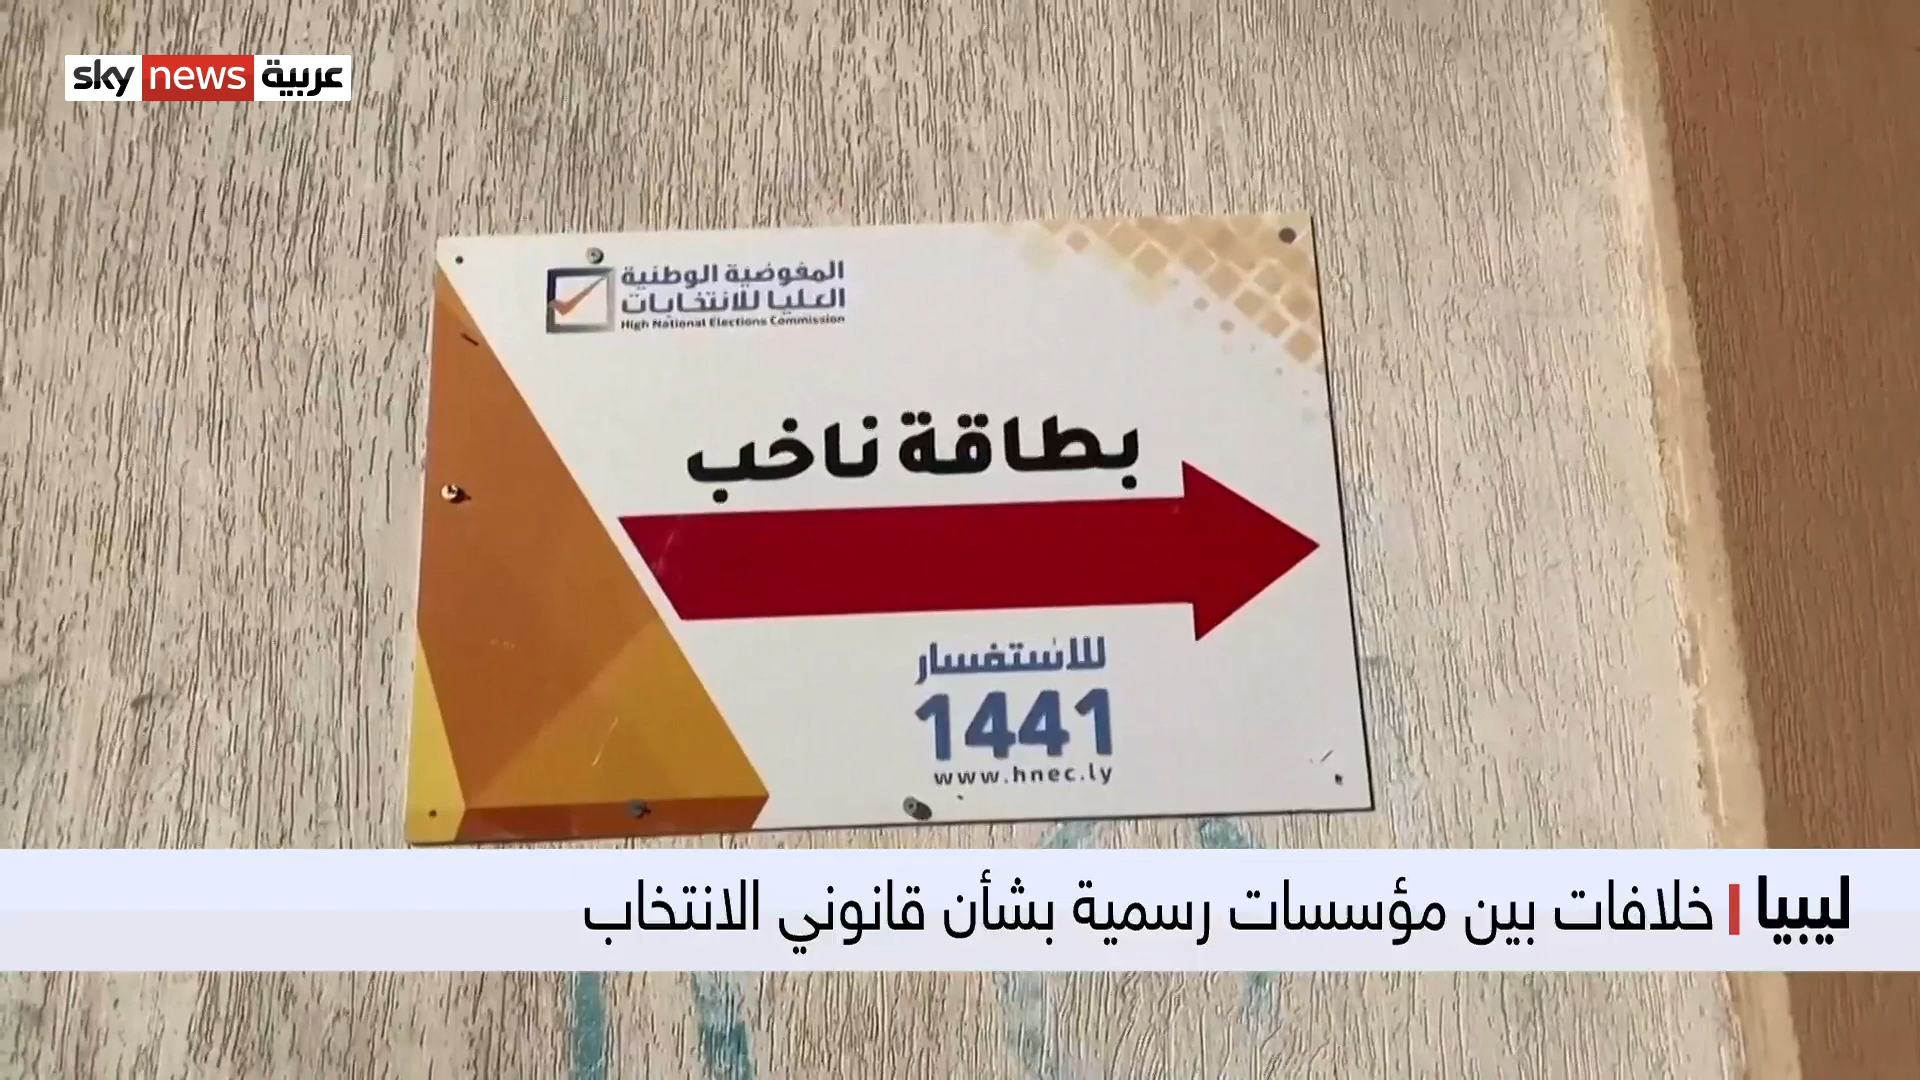 sky news عربية
المفوضية الوطنية
العليا للانتخابات
High National Elections Commission
بطاقة ناخب
للاستفسار
1441
www.hnec.ly
ليبيا | خلافات بين مؤسسات رسمية بشأن قانوني الانتخاب